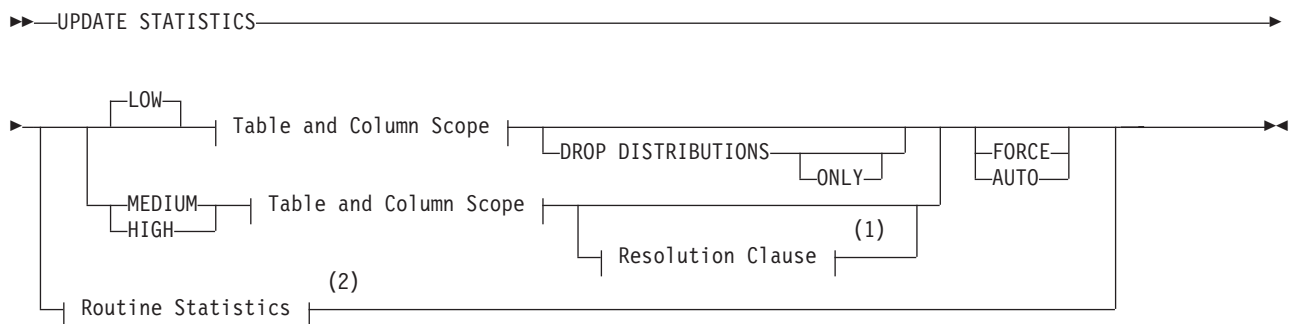 UPDATE STATISTICS
LOW
Table and Column Scope
DROP DISTRIBUTIONS
ONLY
FORCE
AUTO
MEDIUM
HIGH
Table and Column Scope
(1)
Resolution Clause
(2)
Routine Statistics